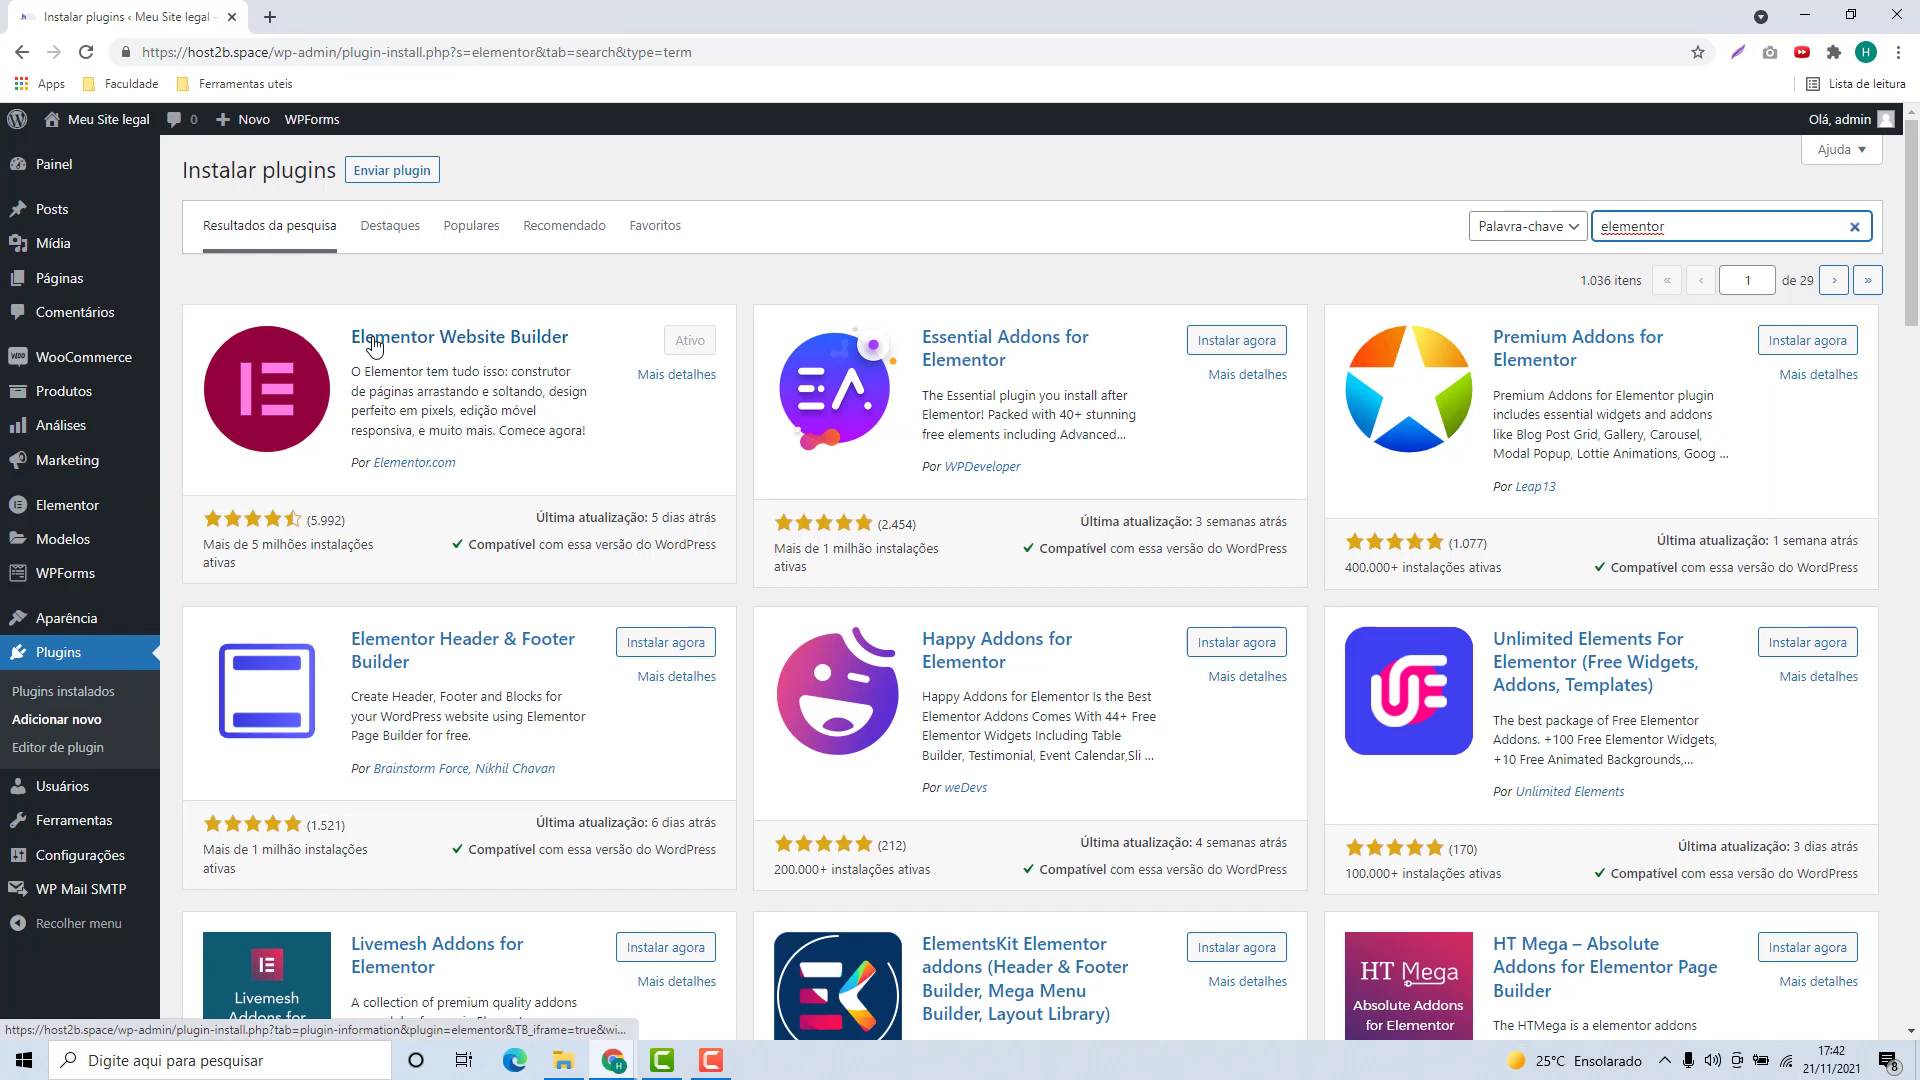 Instalar plugins ‹ Meu Site legal -
https://host2b.space/wp-admin/plugin-install.php?s=elementor&tab=search&type=term
H
Apps
Faculdade
Ferramentas uteis
Lista de leitura
Meu Site legal
0
Novo
WPForms
Olá, admin
Painel
Posts
Mídia
Páginas
Comentários
WooCommerce
Produtos
Análises
Marketing
Elementor
Modelos
WPForms
Aparência
Plugins
Plugins instalados
Adicionar novo
Editor de plugin
Usuários
Ferramentas
Configurações
WP Mail SMTP
Recolher menu
Ajuda
Instalar plugins
Enviar plugin
Resultados da pesquisa
Destaques
Populares
Recomendado
Favoritos
Palavra-chave
elementor
1.036 itens
«
‹
1
de 29
›
»
Elementor Website Builder
Ativo
Mais detalhes
O Elementor tem tudo isso: construtor
de páginas arrastando e soltando, design
perfeito em pixels, edição móvel
responsiva, e muito mais. Comece agora!
Por Elementor.com
(5.992)
Mais de 5 milhões instalações
ativas
Última atualização: 5 dias atrás
Compatível com essa versão do WordPress
Essential Addons for
Elementor
Instalar agora
Mais detalhes
The Essential plugin you install after
Elementor! Packed with 40+ stunning
free elements including Advanced...
Por WPDeveloper
(2.454)
Mais de 1 milhão instalações
ativas
Última atualização: 3 semanas atrás
Compatível com essa versão do WordPress
Premium Addons for
Elementor
Instalar agora
Mais detalhes
Premium Addons for Elementor plugin
includes essential widgets and addons
like Blog Post Grid, Gallery, Carousel,
Modal Popup, Lottie Animations, Goog ...
Por Leap13
(1.077)
400.000+ instalações ativas
Última atualização: 1 semana atrás
Compatível com essa versão do WordPress
Elementor Header & Footer
Builder
Instalar agora
Mais detalhes
Create Header, Footer and Blocks for
your WordPress website using Elementor
Page Builder for free.
Por Brainstorm Force, Nikhil Chavan
(1.521)
Mais de 1 milhão instalações
ativas
Última atualização: 6 dias atrás
Compatível com essa versão do WordPress
Happy Addons for
Elementor
Instalar agora
Mais detalhes
Happy Addons for Elementor Is the Best
Elementor Addons Comes With 44+ Free
Elementor Widgets Including Table
Builder, Testimonial, Event Calendar,Sli ...
Por weDevs
(212)
200.000+ instalações ativas
Última atualização: 4 semanas atrás
Compatível com essa versão do WordPress
Unlimited Elements For
Elementor (Free Widgets,
Addons, Templates)
Instalar agora
Mais detalhes
The best package of Free Elementor
Addons. +100 Free Elementor Widgets,
+10 Free Animated Backgrounds,...
Por Unlimited Elements
(170)
100.000+ instalações ativas
Última atualização: 3 dias atrás
Compatível com essa versão do WordPress
Livemesh
Addons for
Livemesh Addons for
Elementor
Instalar agora
Mais detalhes
A collection of premium quality addons
ElementsKit Elementor
addons (Header & Footer
Builder, Mega Menu
Builder, Layout Library)
Instalar agora
Mais detalhes
HT Mega
Absolute Addons
for Elementor
HT Mega – Absolute
Addons for Elementor Page
Builder
Instalar agora
Mais detalhes
The HTMega is a elementor addons
https://host2b.space/wp-admin/plugin-install.php?tab=plugin-information&plugin=elementor&TB_iframe=true&wi...
Digite aqui para pesquisar
25°C Ensolarado
17:42
21/11/2021
8